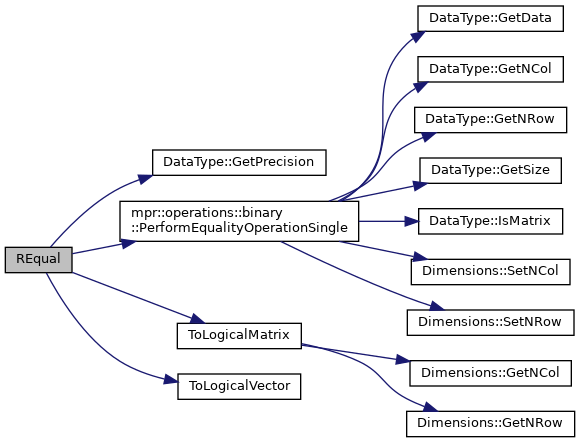 REqual
DataType::GetPrecision
mpr::operations::binary
::PerformEqualityOperationSingle
ToLogicalMatrix
ToLogicalVector
DataType::GetData
DataType::GetNCol
DataType::GetNRow
DataType::GetSize
DataType::IsMatrix
Dimensions::SetNCol
Dimensions::SetNRow
Dimensions::GetNCol
Dimensions::GetNRow